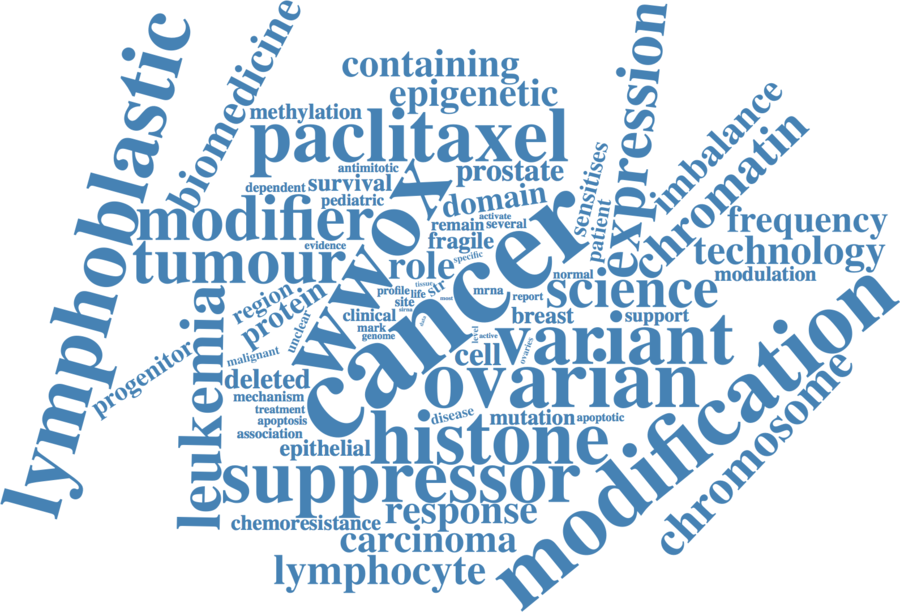 lymphoblastic
biomedicine
containing
epigenetic
methylation
paclitaxel
expression
imbalance
chromatin
antimitotic
prostate
dependent
survival
pediatric
domain
sensitises
patient
modifier
wwox
cancer
remain
activate
several
evidence
fragile
frequency
tumour
role
specific
technology
normal
modulation
region
protein
unclear
profile
life
tissue
str
site
sirna
most
mrna
report
science
clinical
mark
genome
data
breast
support
leukemia
progenitor
malignant
level
active
ovaries
cell
variant
deleted
ovarian
mechanism
treatment
apoptosis
association
disease
mutation
apoptotic
epithelial
histone
modification
chromosome
suppressor
chemoresistance
response
carcinoma
lymphocyte